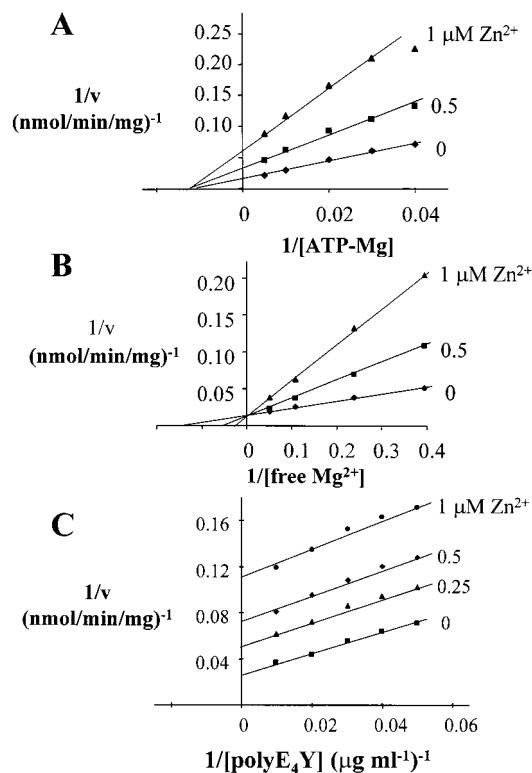 A
0.25
1 μM Zn²⁺
0.20
1/v
0.15
(nmol/min/mg)⁻¹
0.10
0.5
0.05
0
0 0.02 0.04
1/[ATP-Mg]
B
0.20
1 μM Zn²⁺
0.15
1/v
(nmol/min/mg)⁻¹
0.10
0.5
0.05
0
0 0.1 0.2 0.3 0.4
1/[free Mg²⁺]
C
0.16
1 μM Zn²⁺
0.12
0.5
1/v
(nmol/min/mg)⁻¹
0.25
0.08
0.04
0
0 0.02 0.04 0.06
1/[polyE₄Y] (μg ml⁻¹)⁻¹